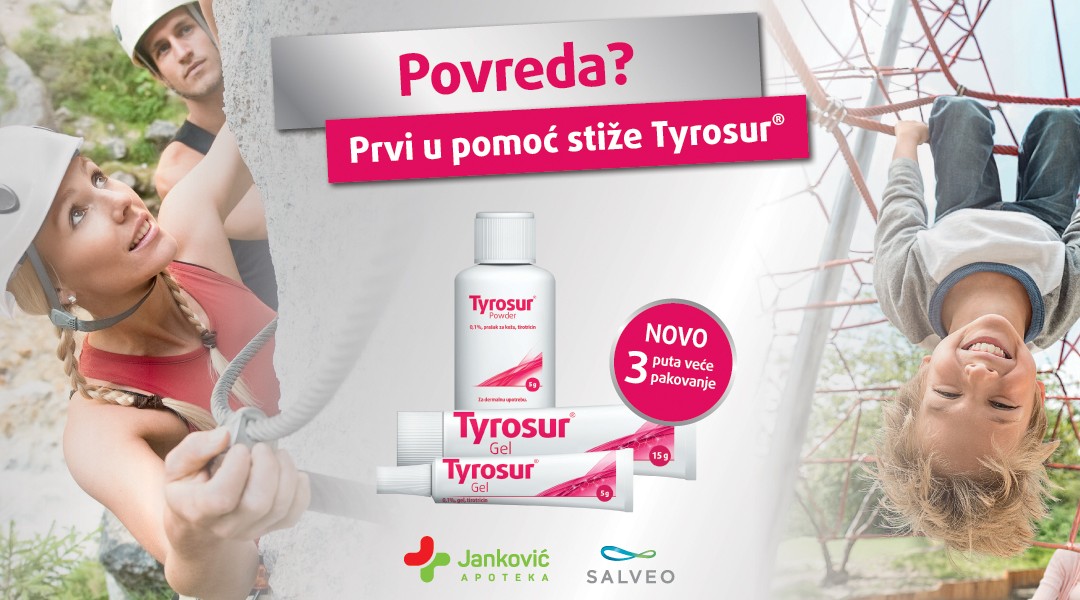 Povreda?
Prvi u pomoć stiže Tyrosur®
Tyrosur®
Powder
0,1%, prašak za kožu, tirotricin
5 g
Za dermalnu upotrebu.
NOVO
3 puta veće
pakovanje
Tyrosur®
Gel
15 g
Tyrosur®
Gel
5 g
0,1%, gel, tirotricin
Janković
APOTEKA
SALVEO